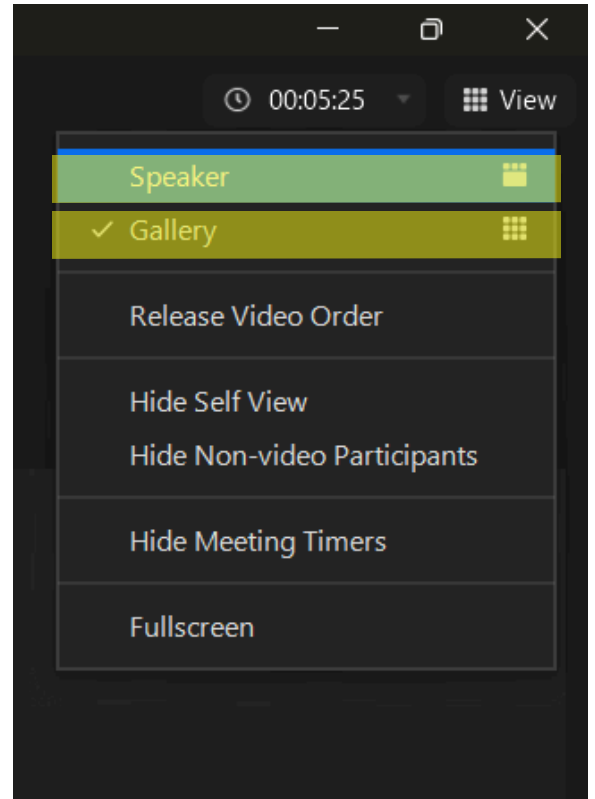 00:05:25 View
Speaker
Gallery
Release Video Order
Hide Self View
Hide Non-video Participants
Hide Meeting Timers
Fullscreen